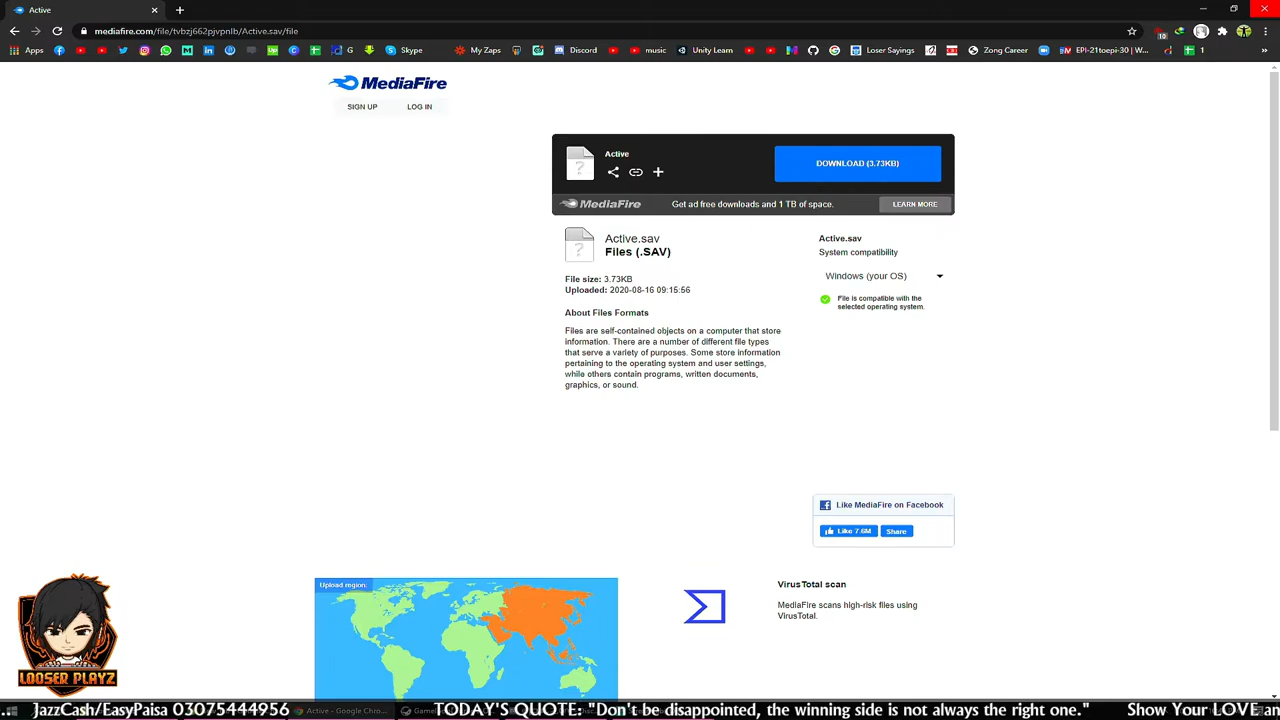 Active
mediafire.com/file/tvbzj662pjvpnlb/Active.sav/file
Apps
G
Skype
My Zaps
Discord
music
Unity Learn
Loser Sayings
Zong Career
EPI-21toepi-30 - W...
1
MediaFire
SIGN UP
LOG IN
Active
DOWNLOAD (3.73KB)
MediaFire
Get ad free downloads and 1 TB of space.
LEARN MORE
Active.sav
Files (.SAV)
File size: 3.73KB
Uploaded: 2020-08-16 09:15:56
About Files Formats
Files are self-contained objects on a computer that store
information. There are a number of different file types
that serve a variety of purposes. Some store information
pertaining to the operating system and user settings,
while others contain programs, written documents,
graphics, or sound.
Active.sav
System compatibility
Windows (your OS)
File is compatible with the
selected operating system.
Like MediaFire on Facebook
Like 7.6M
Share
Upload region:
VirusTotal scan
MediaFire scans high-risk files using
VirusTotal.
LOOSER PLAYZ
Active - Google Chro...
JazzCash/EasyPaisa 03075444956
TODAY'S QUOTE: "Don't be disappointed, the winning side is not always the right one."
Show Your LOVE an